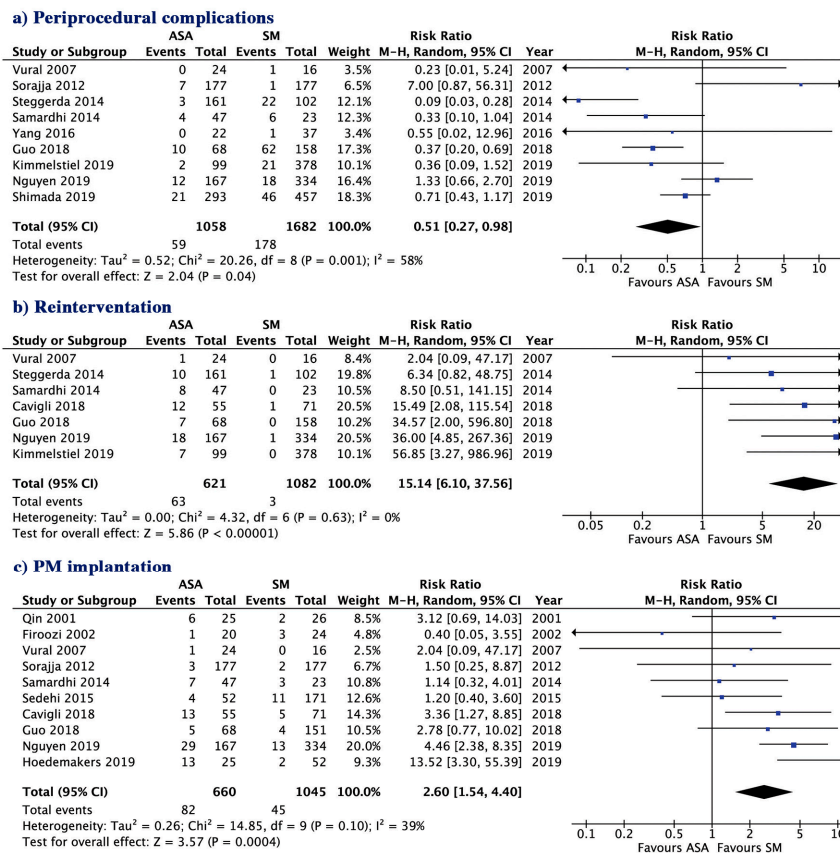 a) Periprocedural complications
ASA SM Risk Ratio Risk Ratio
Study or Subgroup Events Total Events Total Weight M-H, Random, 95% CI Year M-H, Random, 95% CI
Vural 2007 0 24 1 16 3.5% 0.23 [0.01, 5.24] 2007
Sorajja 2012 7 177 1 177 6.5% 7.00 [0.87, 56.31] 2012
Steggerda 2014 3 161 22 102 12.1% 0.09 [0.03, 0.28] 2014
Samardhi 2014 4 47 6 23 11.8% 0.33 [0.10, 1.04] 2014
Yang 2016 0 22 1 37 3.4% 0.55 [0.02, 12.96] 2016
Guo 2018 10 68 62 158 17.3% 0.37 [0.20, 0.69] 2018
Kimmelstiel 2019 2 99 21 378 10.1% 0.36 [0.09, 1.52] 2019
Nguyen 2019 12 167 18 334 16.4% 1.33 [0.66, 2.70] 2019
Shimada 2019 21 293 46 457 18.3% 0.71 [0.43, 1.17] 2019
Total (95% CI) 1058 1682 100.0% 0.51 [0.27, 0.98]
Total events 59 178
Heterogeneity: Tau² = 0.52; Chi² = 20.26, df = 8 (P = 0.001); I² = 58%
Test for overall effect: Z = 2.04 (P = 0.04)
0.1 0.2 0.5 1 2 5 10
Favours ASA Favours SM
b) Reintervention
ASA SM Risk Ratio Risk Ratio
Study or Subgroup Events Total Events Total Weight M-H, Random, 95% CI Year M-H, Random, 95% CI
Vural 2007 1 24 0 16 8.4% 2.04 [0.09, 47.17] 2007
Steggerda 2014 10 161 1 102 19.8% 6.34 [0.82, 48.75] 2014
Samardhi 2014 8 47 0 23 10.5% 8.50 [0.51, 141.15] 2014
Cavigli 2018 12 55 1 71 20.5% 15.49 [2.08, 115.54] 2018
Guo 2018 7 68 0 158 10.2% 34.57 [2.00, 596.80] 2018
Nguyen 2019 18 167 1 334 20.5% 36.00 [4.85, 267.36] 2019
Kimmelstiel 2019 7 99 0 378 10.1% 56.85 [3.27, 986.96] 2019
Total (95% CI) 621 1082 100.0% 15.14 [6.10, 37.56]
Total events 63 3
Heterogeneity: Tau² = 0.00; Chi² = 4.32, df = 6 (P = 0.63); I² = 0%
Test for overall effect: Z = 5.86 (P < 0.00001)
0.05 0.2 1 5 20
Favours ASA Favours SM
c) PM implantation
ASA SM Risk Ratio Risk Ratio
Study or Subgroup Events Total Events Total Weight M-H, Random, 95% CI Year M-H, Random, 95% CI
Qin 2001 6 25 2 26 8.5% 3.12 [0.69, 14.03] 2001
Firoozi 2002 1 20 3 24 4.8% 0.40 [0.05, 3.55] 2002
Vural 2007 1 24 0 16 2.5% 2.04 [0.09, 47.17] 2007
Sorajja 2012 3 177 2 177 6.7% 1.50 [0.25, 8.87] 2012
Samardhi 2014 7 47 3 23 10.8% 1.14 [0.32, 4.01] 2014
Sedehi 2015 4 52 11 171 12.6% 1.20 [0.40, 3.60] 2015
Cavigli 2018 13 55 5 71 14.3% 3.36 [1.27, 8.85] 2018
Guo 2018 5 68 4 151 10.5% 2.78 [0.77, 10.02] 2018
Nguyen 2019 29 167 13 334 20.0% 4.46 [2.38, 8.35] 2019
Hoedemakers 2019 13 25 2 52 9.3% 13.52 [3.30, 55.39] 2019
Total (95% CI) 660 1045 100.0% 2.60 [1.54, 4.40]
Total events 82 45
Heterogeneity: Tau² = 0.26; Chi² = 14.85, df = 9 (P = 0.10); I² = 39%
Test for overall effect: Z = 3.57 (P = 0.0004)
0.1 0.2 0.5 1 2 5
Favours ASA Favours SM